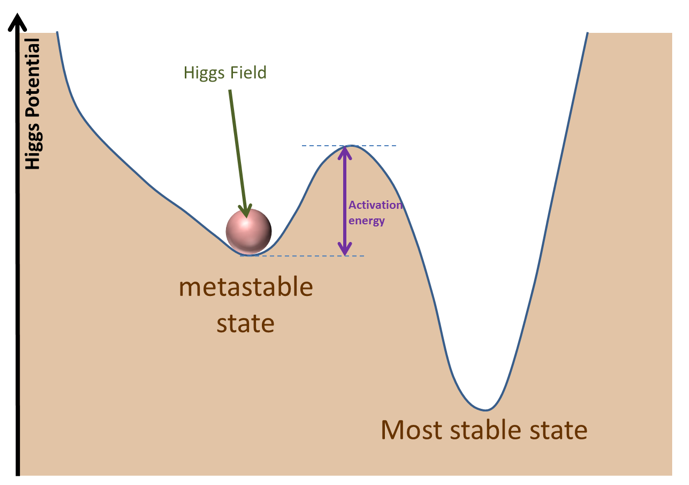 Higgs Potential
Higgs Field
Activation
energy
metastable
state
Most stable state